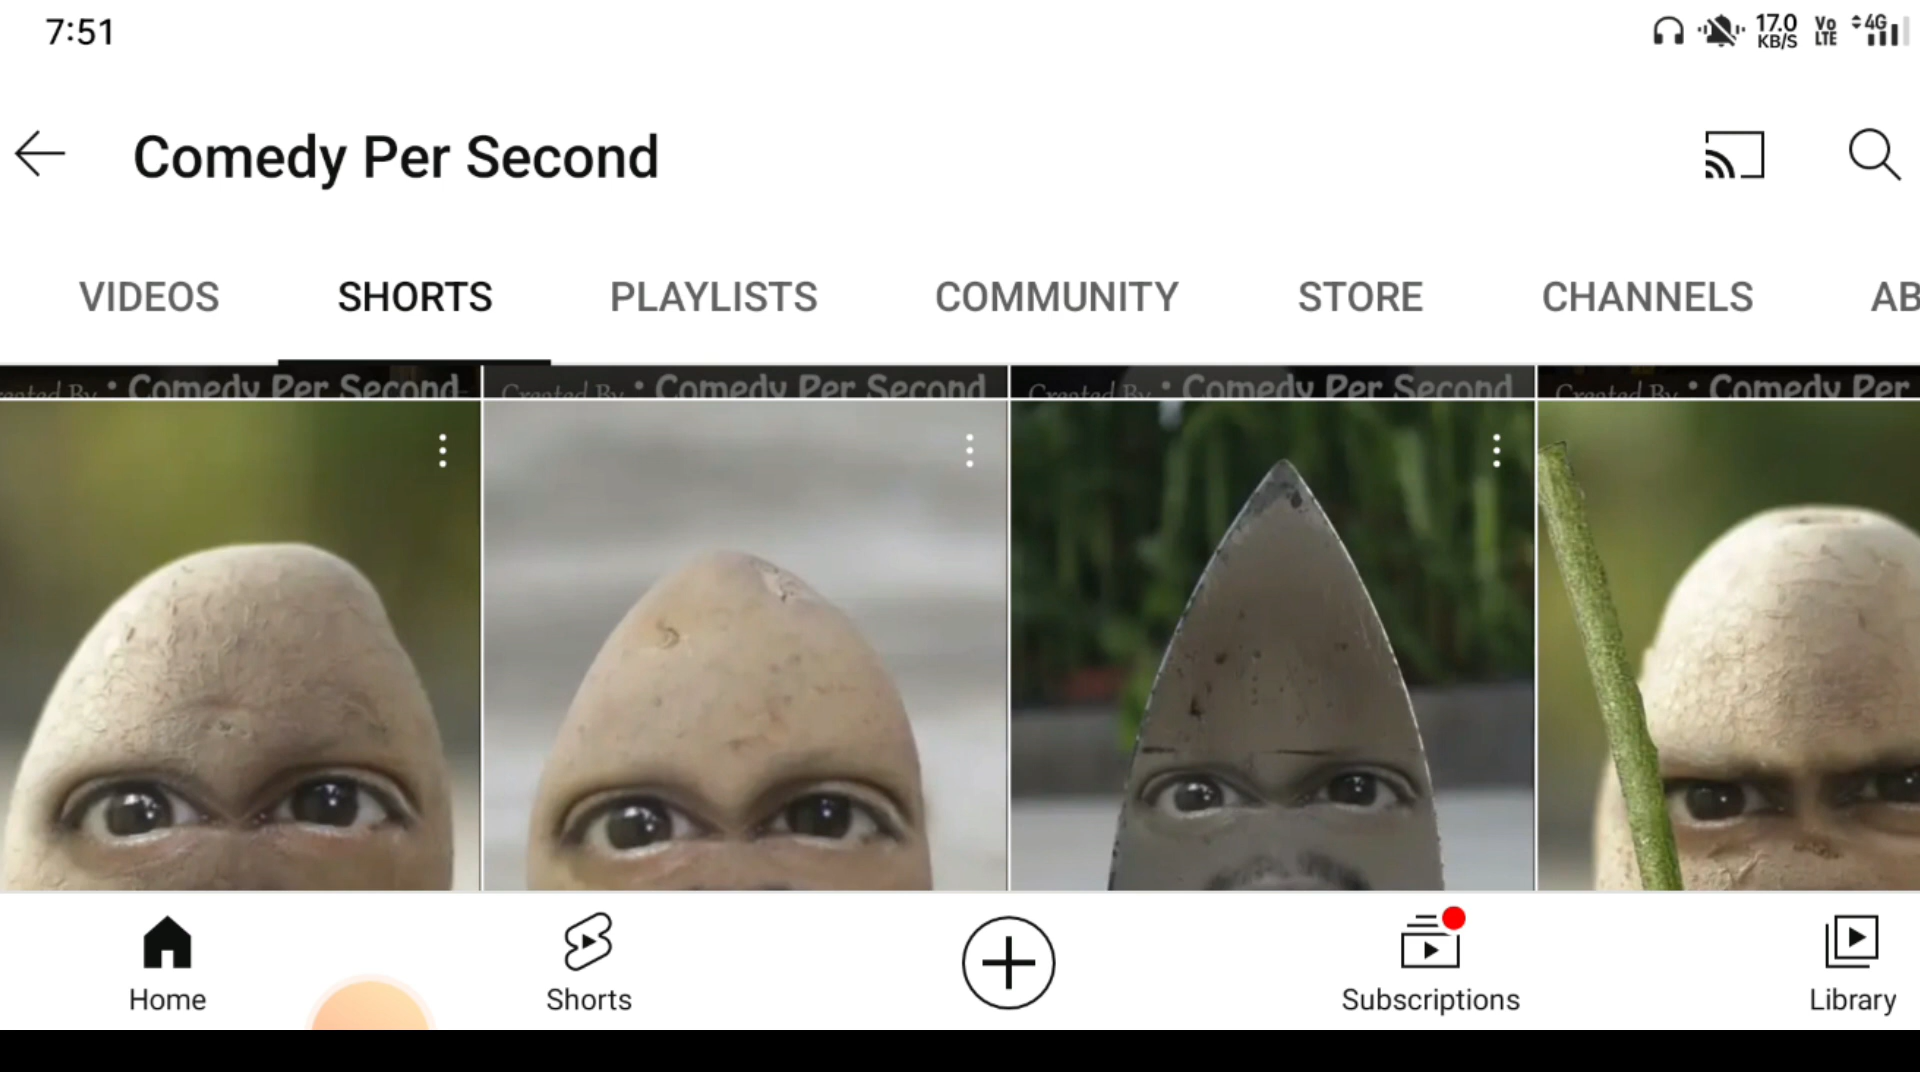 7:51
17.0
KB/S
Vo
LTE
4G
Comedy Per Second
VIDEOS SHORTS PLAYLISTS COMMUNITY STORE CHANNELS AB
Created By • Comedy Per Second Created By • Comedy Per Second Created By • Comedy Per Second Created By • Comedy Per
Home Shorts Subscriptions Library